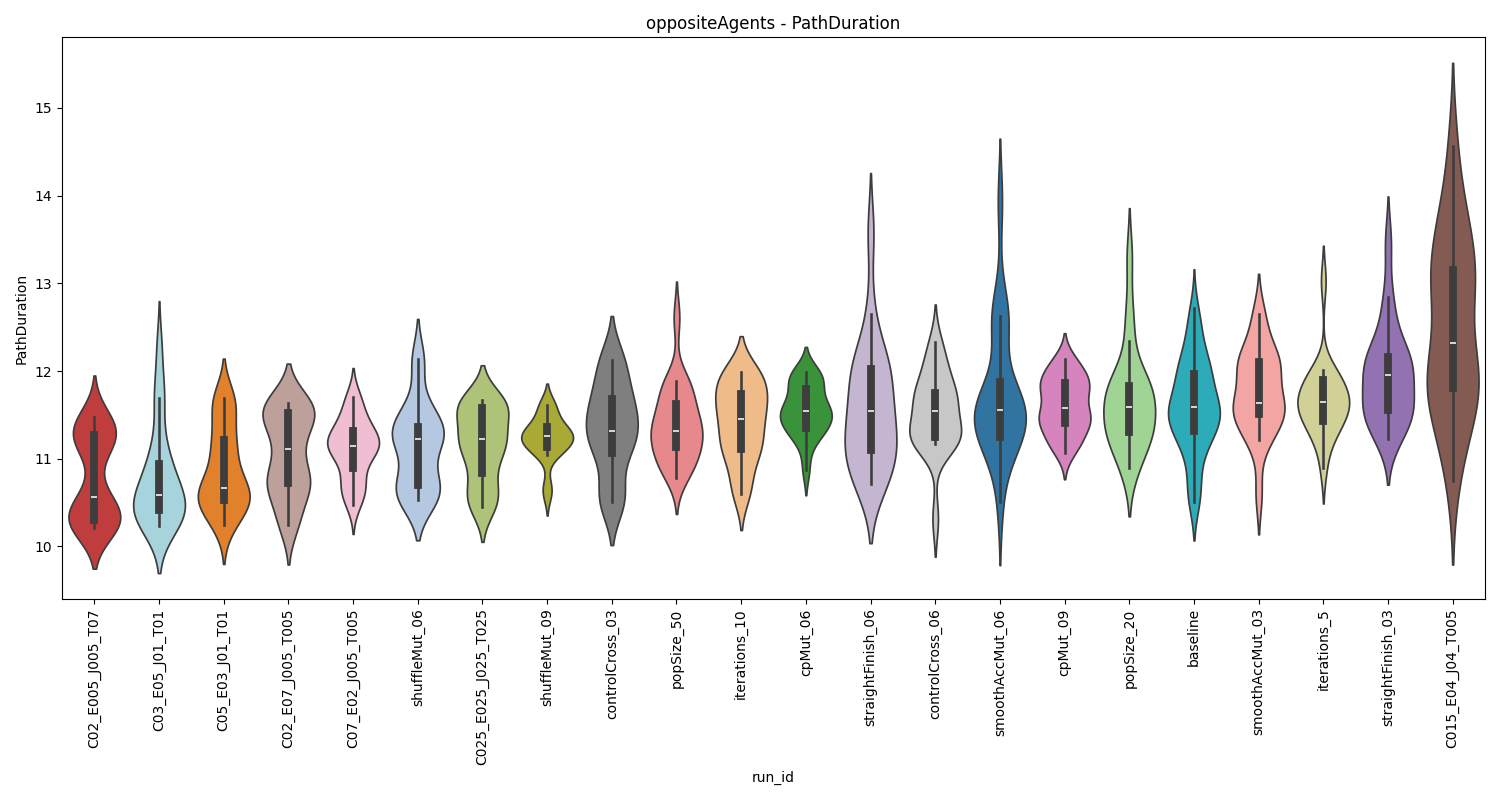 oppositeAgents - PathDuration
PathDuration
15
14
13
12
11
10
C02_E005_J005_T07
C03_E05_J01_T01
C05_E03_J01_T01
C02_E07_J005_T005
C07_E02_J005_T005
shuffleMut_06
C025_E025_J025_T025
shuffleMut_09
controlCross_03
popSize_50
iterations_10
cpMut_06
straightFinish_06
controlCross_06
smoothAccMut_06
cpMut_09
popSize_20
baseline
smoothAccMut_03
iterations_5
straightFinish_03
C015_E04_J04_T005
run_id